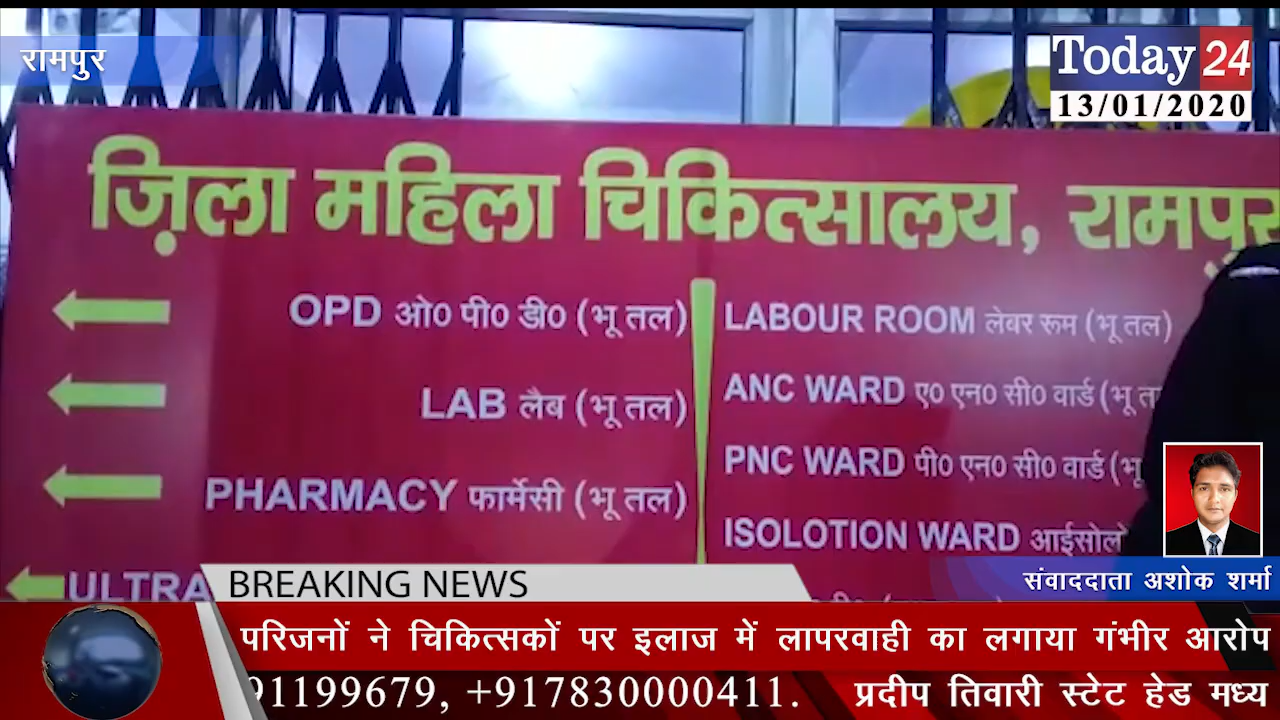 रामपुर
Today 24
13/01/2020
ज़िला महिला चिकित्सालय, रामपुर
OPD ओ0 पी0 डी0 (भू तल)
LAB लैब (भू तल)
PHARMACY फार्मेसी (भू तल)
ULTRA
LABOUR ROOM लेबर रूम (भू तल)
ANC WARD ए0 एन0 सी0 वार्ड (भू
PNC WARD पी0 एन0 सी0 वार्ड (भू
ISOLOTION WARD आईसोलो
संवाददाता अशोक शर्मा
BREAKING NEWS
परिजनों ने चिकित्सकों पर इलाज में लापरवाही का लगाया गंभीर आरोप
91199679, +917830000411. प्रदीप तिवारी स्टेट हेड मध्य